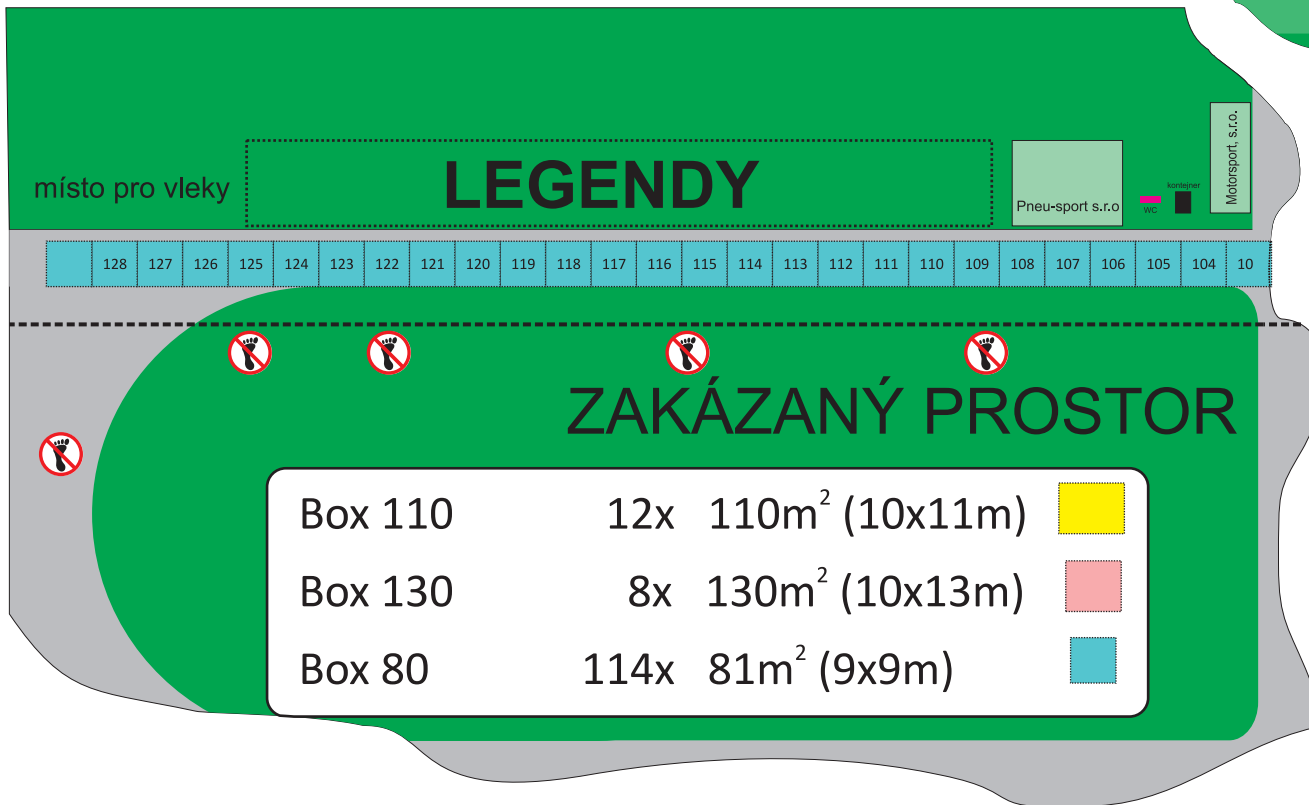 Motorsport, s.r.o.
LEGENDY
místo pro vleky
Pneu-sport s.r.o
WC
kontejner
128 127 126 125 124 123 122 121 120 119 118 117 116 115 114 113 112 111 110 109 108 107 106 105 104 10
ZAKÁZANÝ PROSTOR
Box 110 12x 110m² (10x11m)
Box 130 8x 130m² (10x13m)
Box 80 114x 81m² (9x9m)